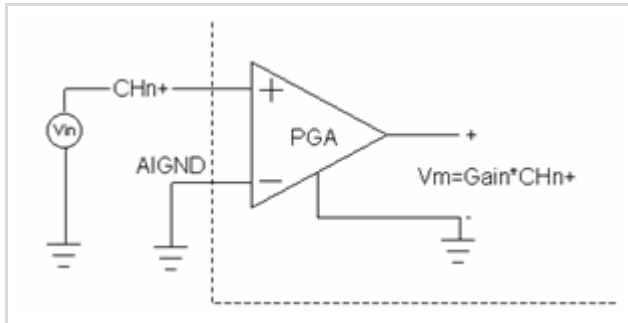 CHn+
+
Vin
PGA
+
AIGND
−
Vm=Gain*CHn+
-